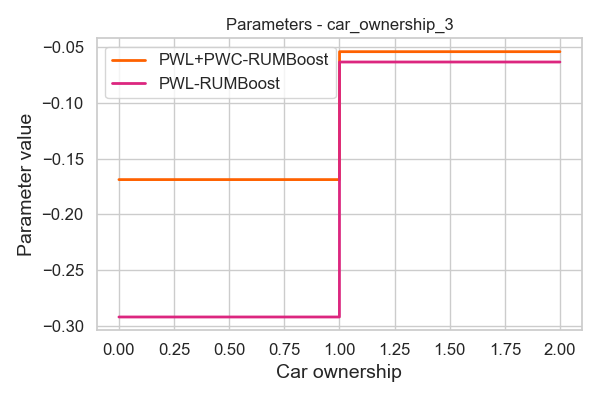 Parameters - car_ownership_3
PWL+PWC-RUMBoost
PWL-RUMBoost
Parameter value
−0.05
−0.10
−0.15
−0.20
−0.25
−0.30
0.00 0.25 0.50 0.75 1.00 1.25 1.50 1.75 2.00
Car ownership